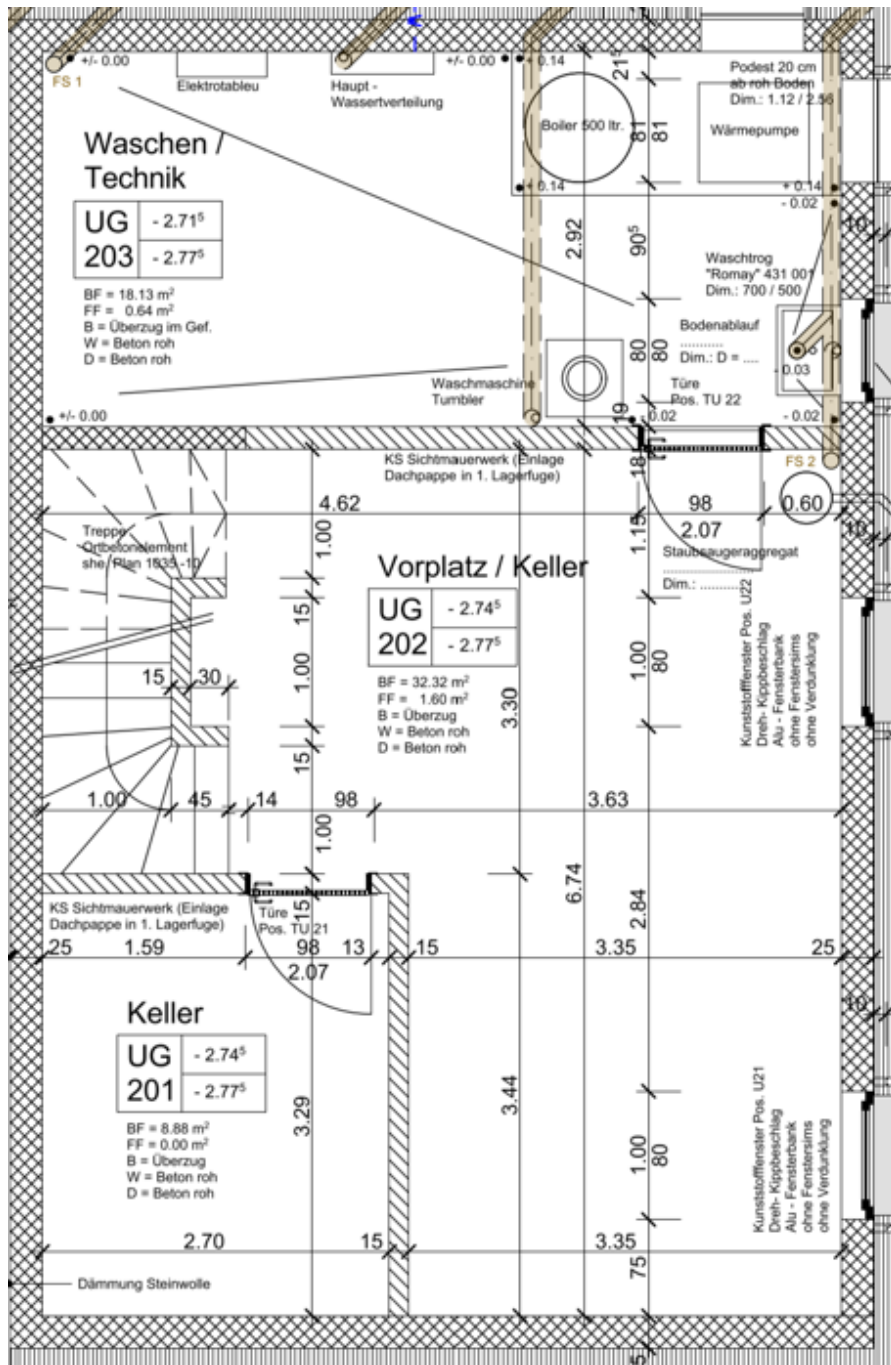 +/- 0.00
FS 1
Elektrotableu
Haupt -
Wassertverteilung
+/- 0.00
+ 0.14
21⁵
Podest 20 cm
ab roh Boden
Dim.: 1.12 / 2.56
Boiler 500 ltr.
81
81
Wärmepumpe
Waschen /
Technik
UG
203
- 2.71⁵
- 2.77⁵
BF = 18.13 m²
FF = 0.64 m²
B = Überzug im Gef.
W = Beton roh
D = Beton roh
+ 0.14
+ 0.14
- 0.02
10
2.92
90⁵
Waschtrog
"Romay" 431 001
Dim.: 700 / 500
Bodenablauf
...........
Dim.: D = ....
80
80
- 0.03
Waschmaschine
Tumbler
Türe
Pos. TU 22
+/- 0.00
19
- 0.02
- 0.02
KS Sichtmauerwerk (Einlage
Dachpappe in 1. Lagerfuge)
18
FS 2
4.62
98
0.60
2.07
1.00
1.15
10
Treppe
Ortbetonelement
she. Plan 1035 -10
Staubsaugeraggregat
Dim.: ...........
Vorplatz / Keller
UG
202
- 2.74⁵
- 2.77⁵
BF = 32.32 m²
FF = 1.60 m²
B = Überzug
W = Beton roh
D = Beton roh
15
15
30
1.00
15
3.30
1.00
80
Kunststofffenster Pos. U22
Dreh- Kippbeschlag
Alu - Fensterbank
ohne Fenstersims
ohne Verdunklung
1.00
45
14
98
3.63
1.00
6.74
2.84
KS Sichtmauerwerk (Einlage
Dachpappe in 1. Lagerfuge)
Türe
Pos. TU 21
15
25
1.59
98
13
15
3.35
25
2.07
10
Keller
UG
201
- 2.74⁵
- 2.77⁵
BF = 8.88 m²
FF = 0.00 m²
B = Überzug
W = Beton roh
D = Beton roh
3.29
3.44
1.00
80
Kunststofffenster Pos. U21
Dreh- Kippbeschlag
Alu - Fensterbank
ohne Fenstersims
ohne Verdunklung
2.70
15
3.35
75
Dämmung Steinwolle
5